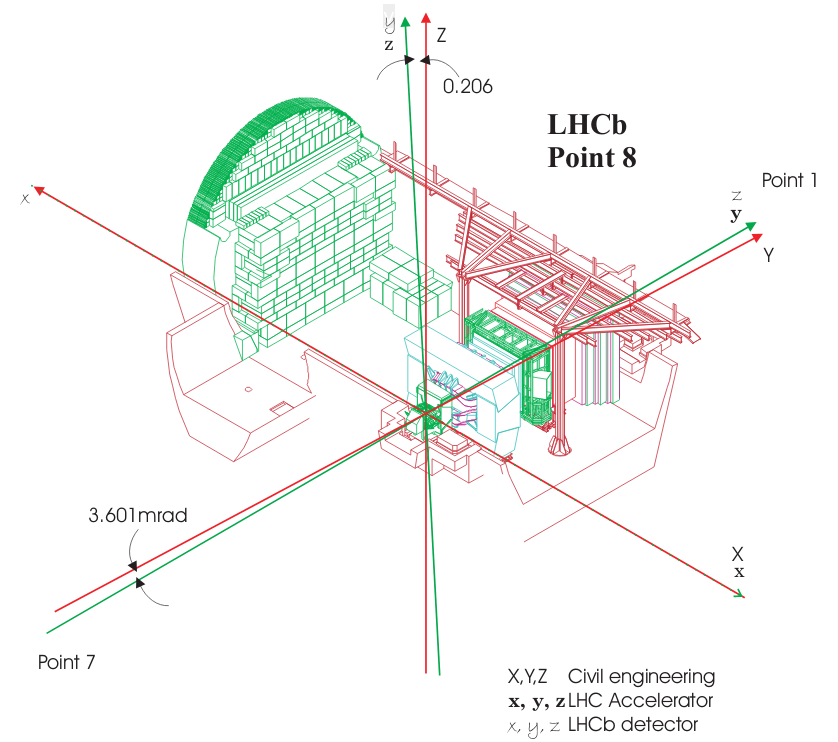 y
z
Z
0.206
LHCb
Point 8
Point 1
x
z
y
Y
3.601mrad
X
x
Point 7
X,Y,Z Civil engineering
x, y, z LHC Accelerator
x, y, z LHCb detector